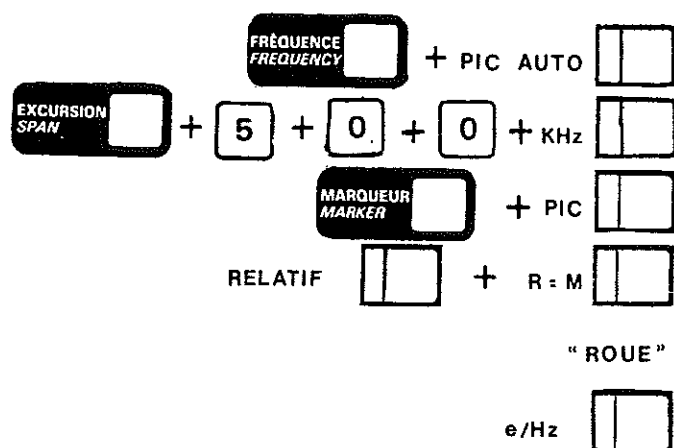 FRÉQUENCE
FREQUENCY + PIC AUTO
EXCURSION
SPAN + 5 + 0 + 0 + KHz
MARQUEUR
MARKER + PIC
RELATIF + R = M
“ ROUE ”
e/Hz